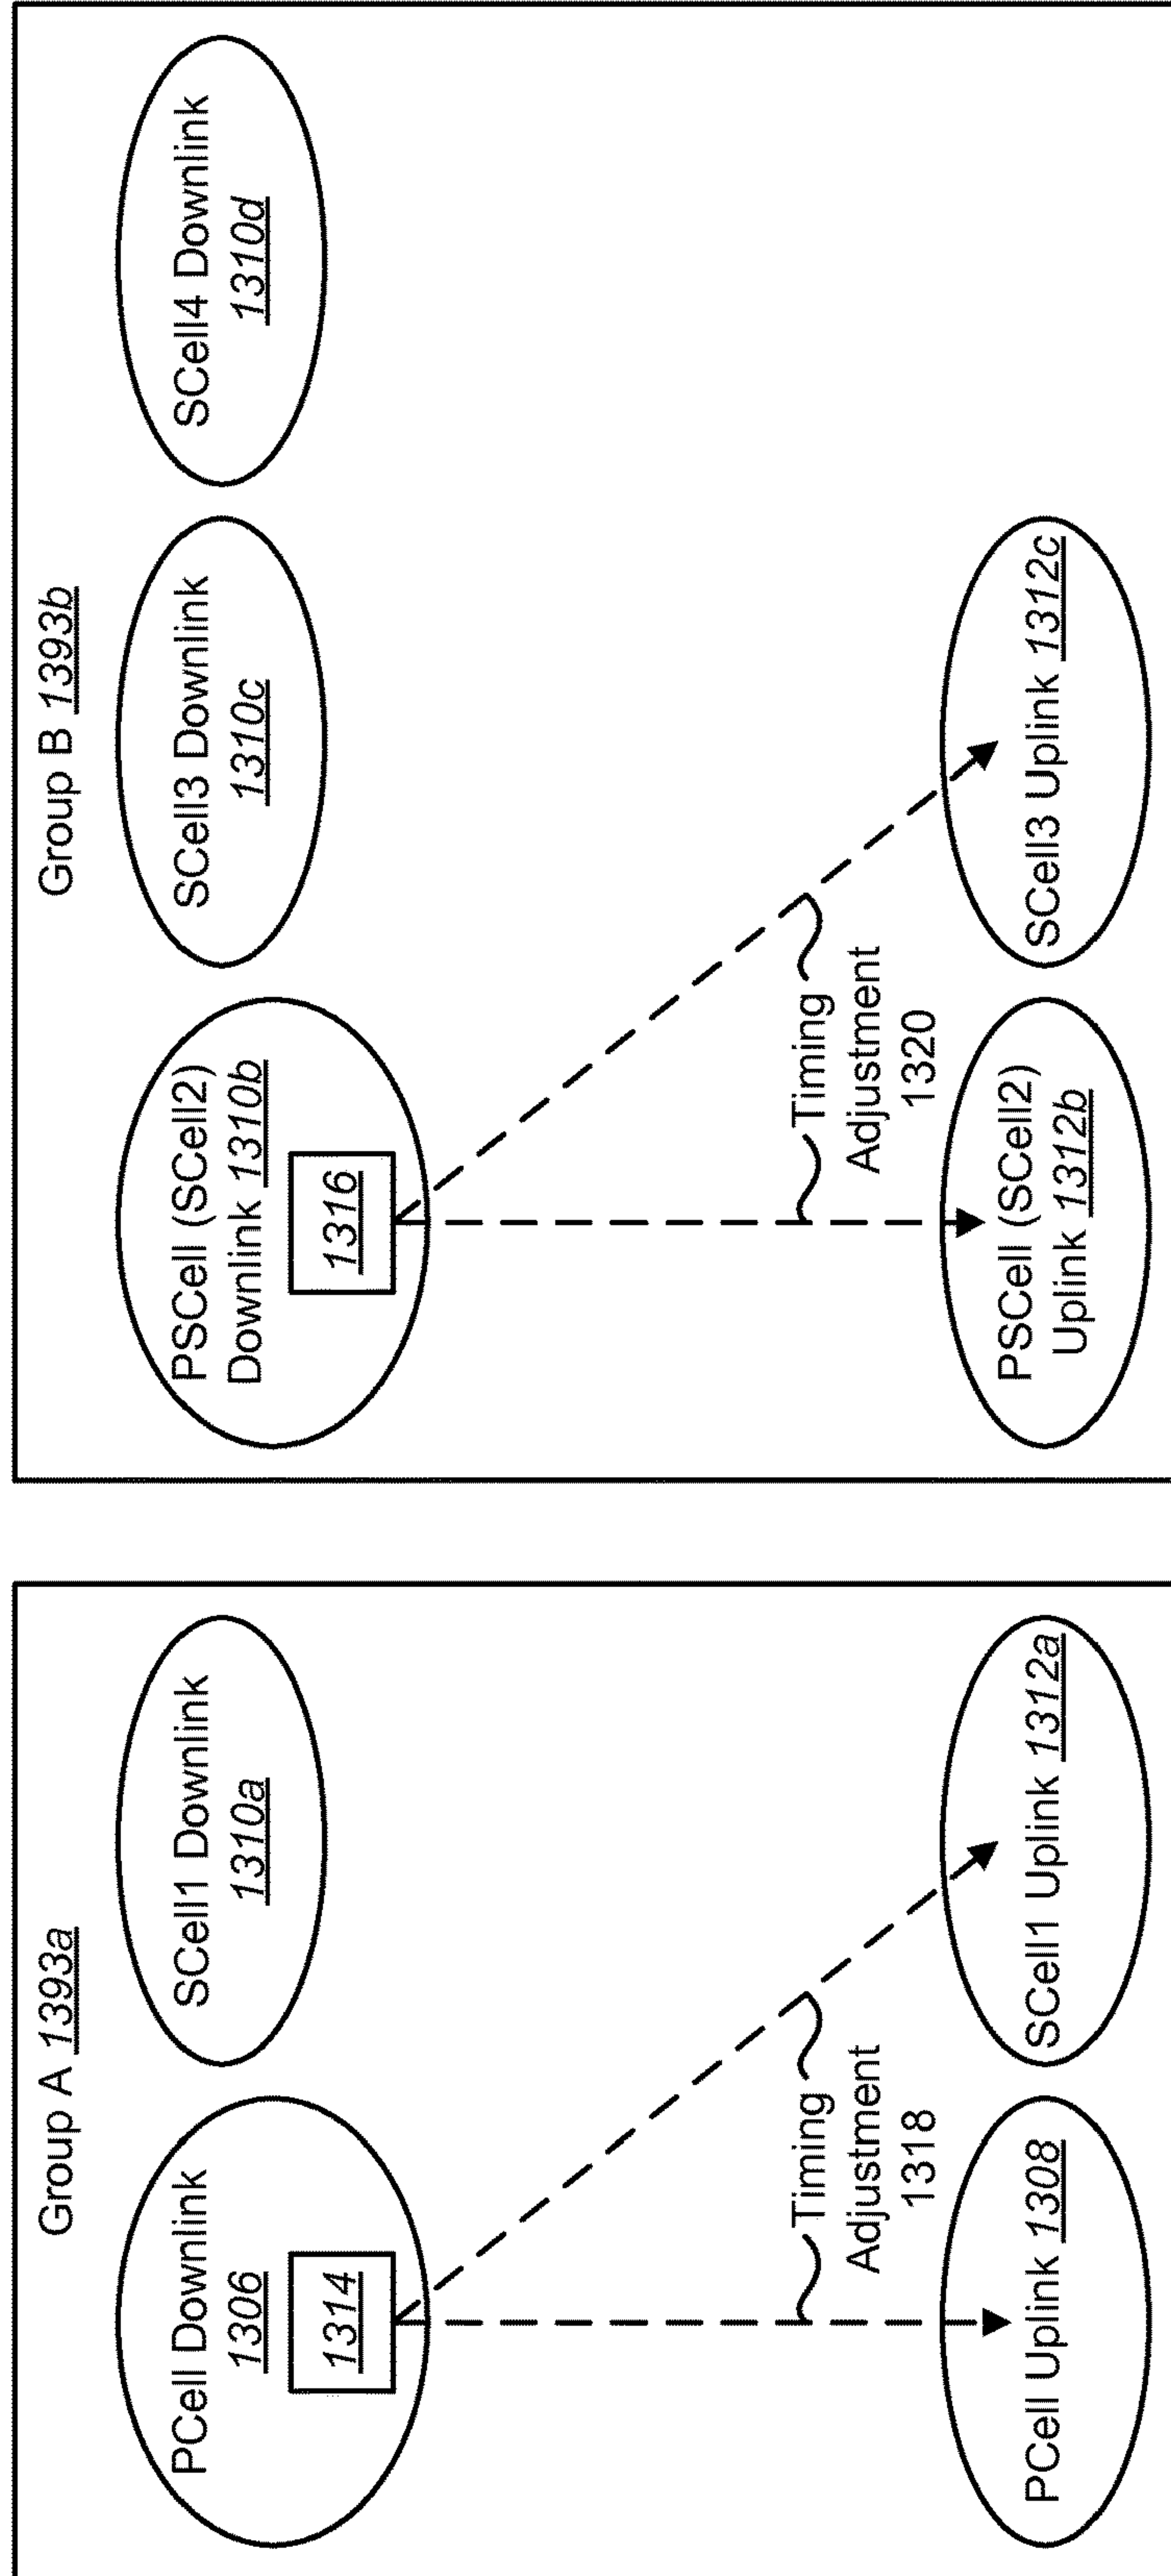 Group A 1393a
PCell Downlink
1306
1314
SCell1 Downlink
1310a
Timing
Adjustment
1318
PCell Uplink 1308
SCell1 Uplink 1312a
Group B 1393b
PSCell (SCell2)
Downlink 1310b
1316
SCell3 Downlink
1310c
SCell4 Downlink
1310d
Timing
Adjustment
1320
PSCell (SCell2)
Uplink 1312b
SCell3 Uplink 1312c